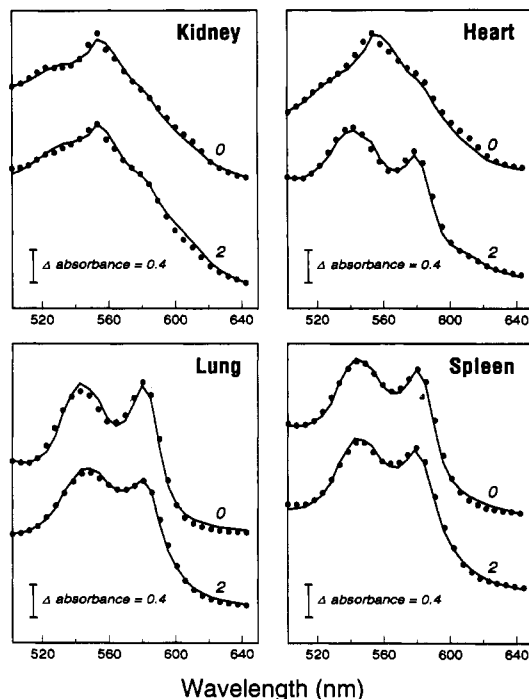 Kidney
0
2
Δ absorbance = 0.4
520 560 600 640
Heart
0
2
Δ absorbance = 0.4
520 560 600 640
Lung
0
2
Δ absorbance = 0.4
520 560 600 640
Spleen
0
2
Δ absorbance = 0.4
520 560 600 640
Wavelength (nm)